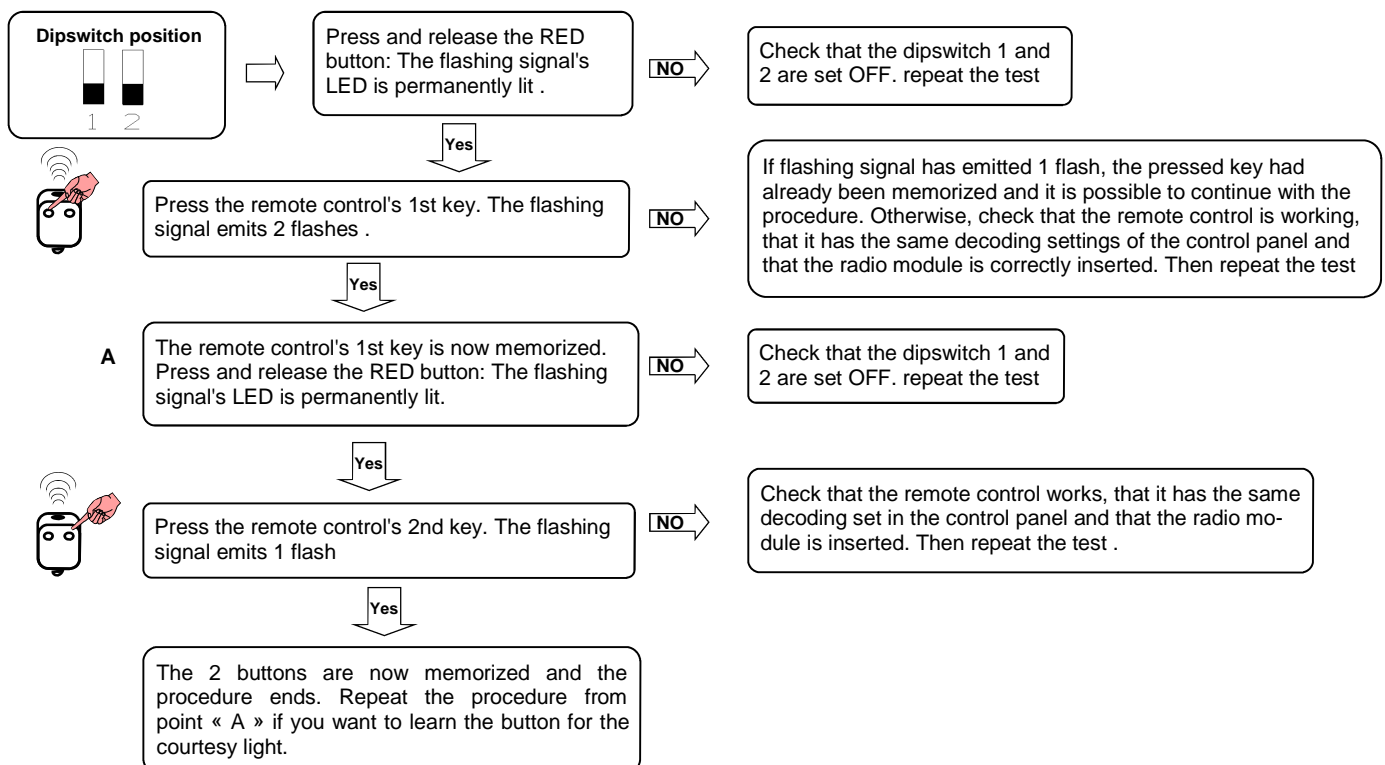 Dipswitch position
1 2
Press and release the RED
button: The flashing signal's
LED is permanently lit .
NO
Check that the dipswitch 1 and
2 are set OFF. repeat the test
Yes
Press the remote control's 1st key. The flashing
signal emits 2 flashes .
NO
If flashing signal has emitted 1 flash, the pressed key had
already been memorized and it is possible to continue with the
procedure. Otherwise, check that the remote control is working,
that it has the same decoding settings of the control panel and
that the radio module is correctly inserted. Then repeat the test
Yes
A
The remote control's 1st key is now memorized.
Press and release the RED button: The flashing
signal's LED is permanently lit.
NO
Check that the dipswitch 1 and
2 are set OFF. repeat the test
Yes
Press the remote control's 2nd key. The flashing
signal emits 1 flash
NO
Check that the remote control works, that it has the same
decoding set in the control panel and that the radio mo-
dule is inserted. Then repeat the test .
Yes
The 2 buttons are now memorized and the
procedure ends. Repeat the procedure from
point « A » if you want to learn the button for the
courtesy light.